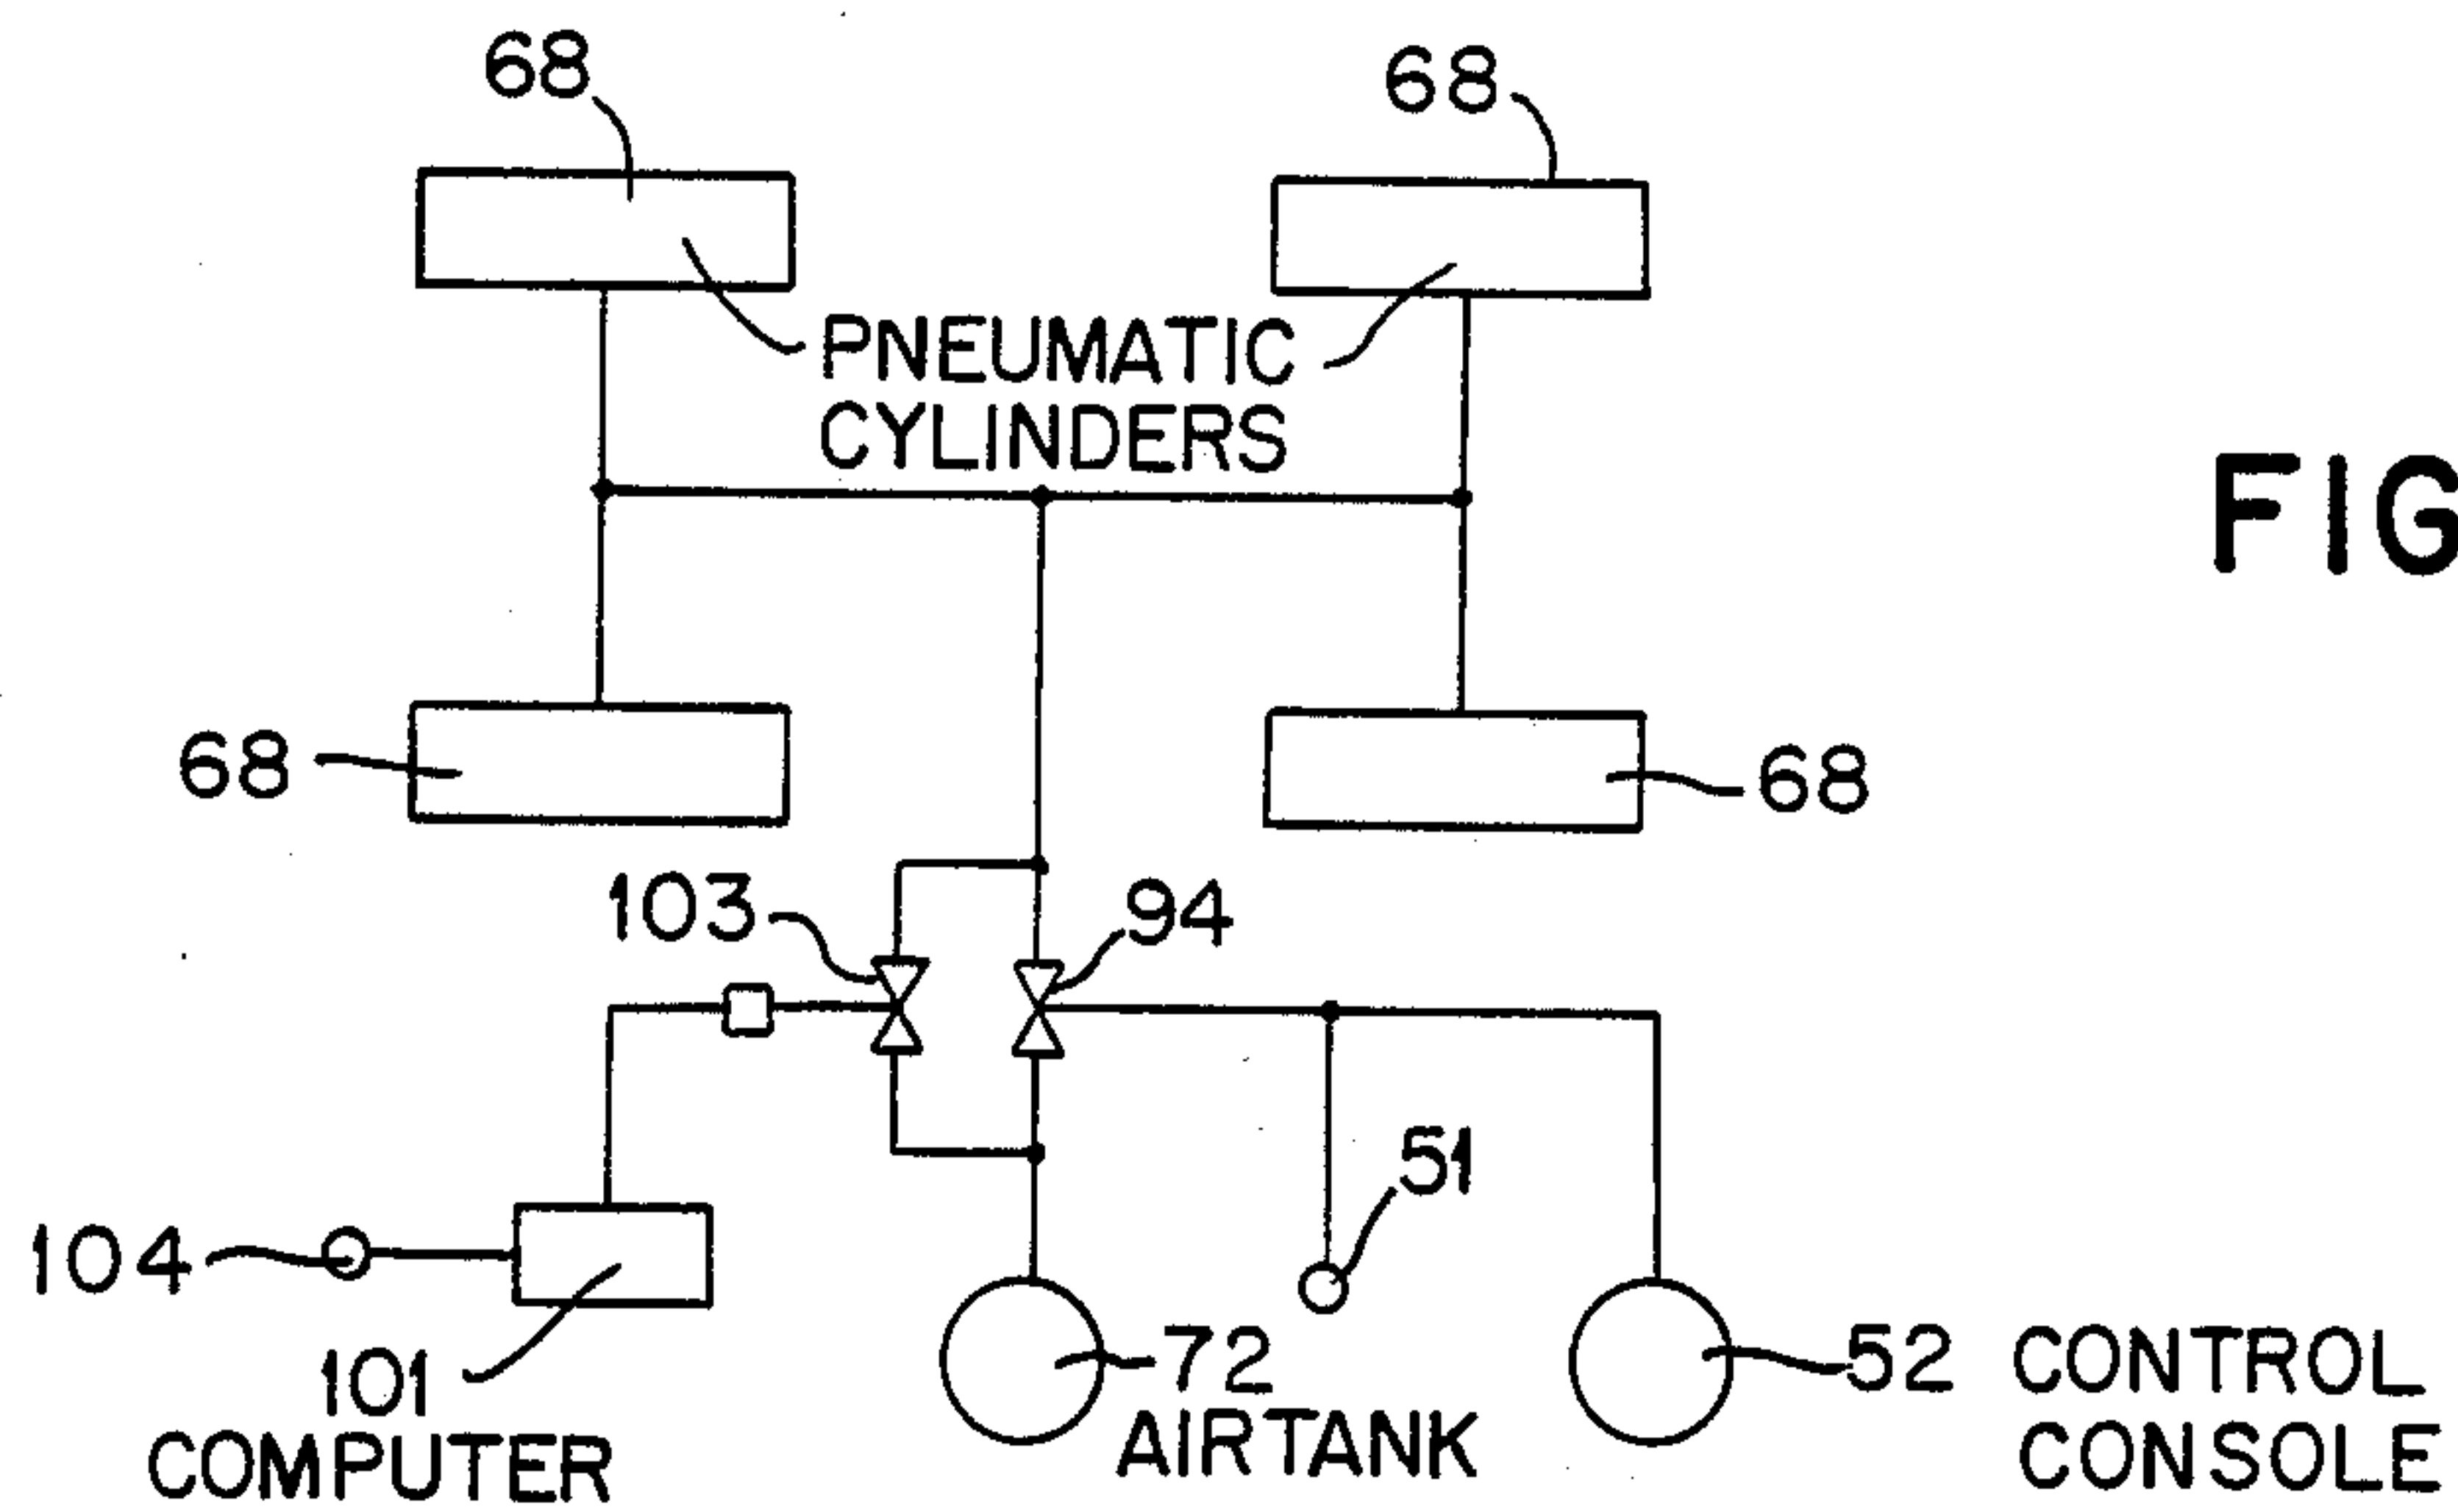 68
68
PNEUMATIC
CYLINDERS
FIG
68
68
103
94
51
104
101
COMPUTER
72
AIRTANK
52 CONTROL
CONSOLE